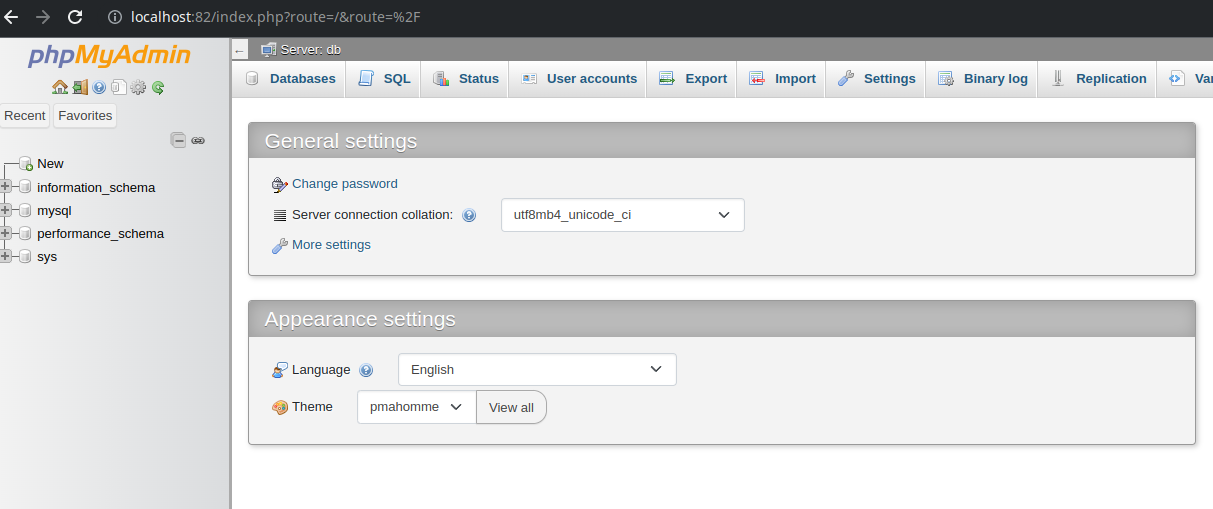 localhost:82/index.php?route=/&route=%2F
phpMyAdmin
Recent Favorites
New
information_schema
mysql
performance_schema
sys
Server: db
Databases SQL Status User accounts Export Import Settings Binary log Replication Var
General settings
Change password
Server connection collation: utf8mb4_unicode_ci
More settings
Appearance settings
Language English
Theme pmahomme View all